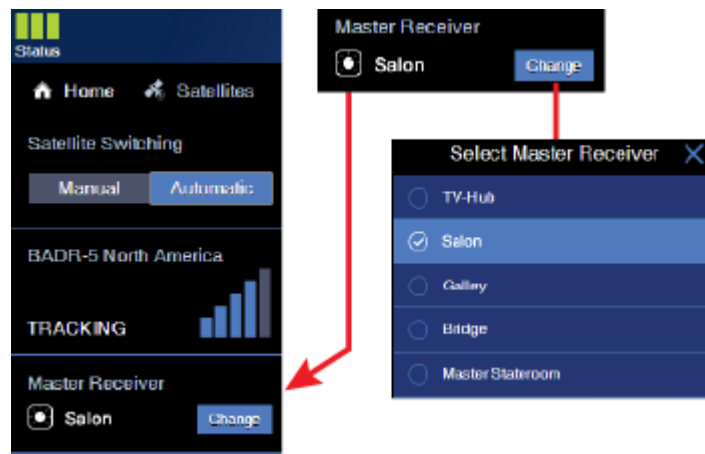 Status
Home Satellites
Satellite Switching
Manual Automatic
BADR-5 North America
TRACKING
Master Receiver
Salon Change
Master Receiver
Salon Change
Select Master Receiver
TV-Hub
Salon
Galley
Bridge
Master Stateroom